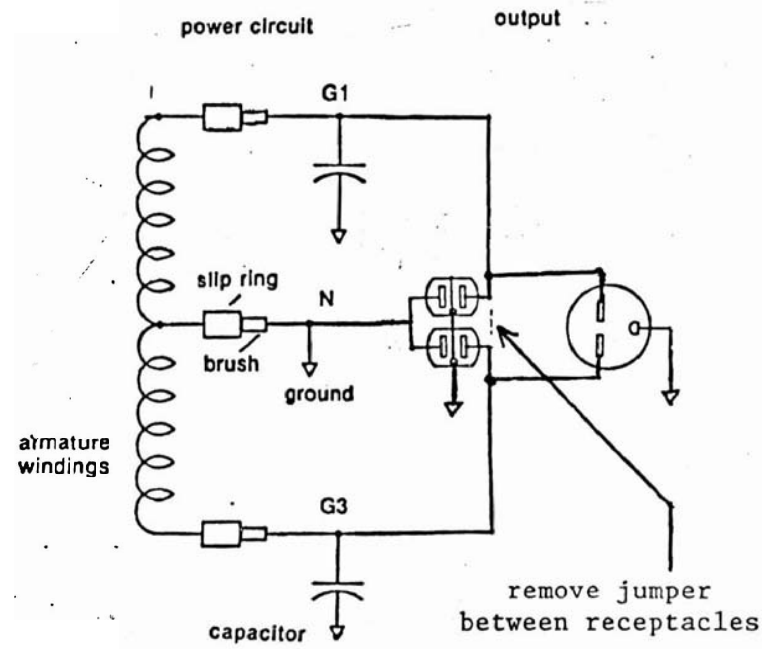 power circuit
output
G1
slip ring
N
brush
ground
armature
windings
G3
capacitor
remove jumper
between receptacles